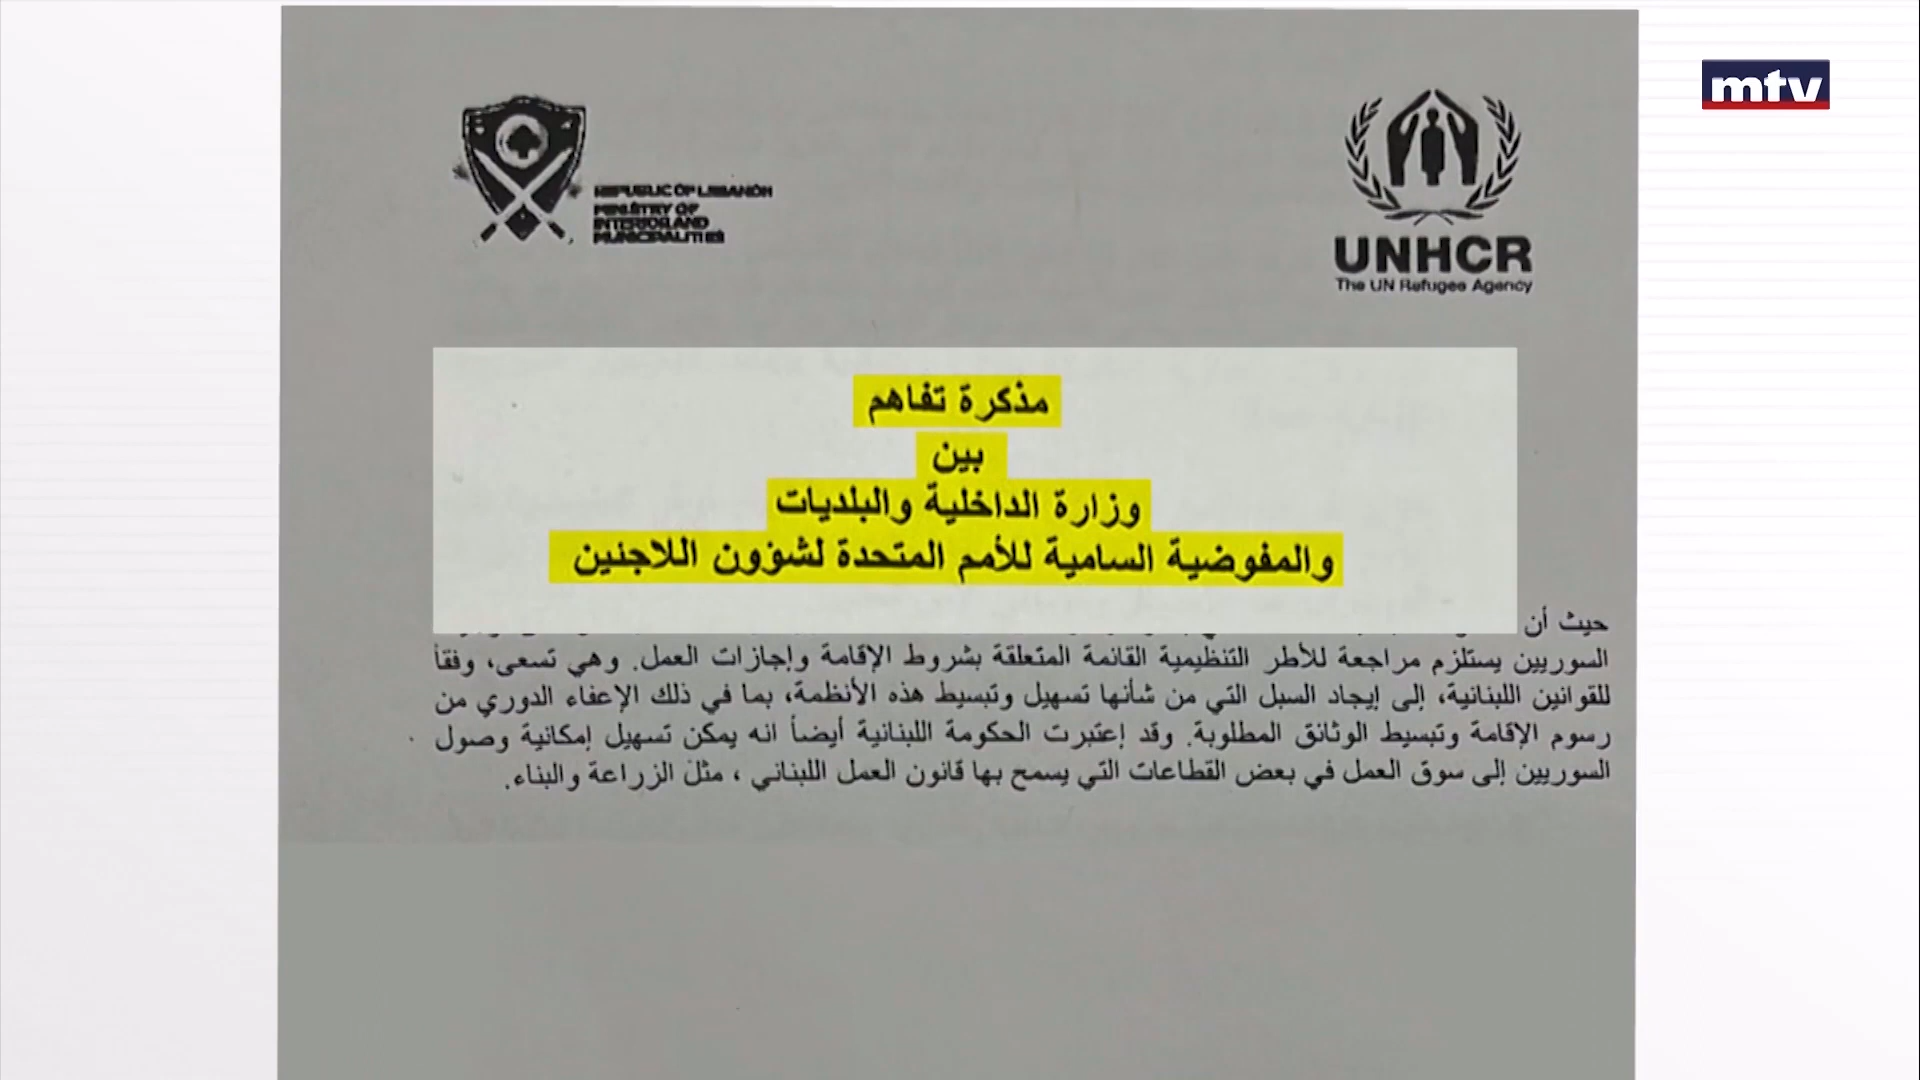 mtv
REPUBLIC OF LEBANON
MINISTRY OF
INTERIOR AND
MUNICIPALITIES
UNHCR
The UN Refugee Agency
مذكرة تفاهم
بين
وزارة الداخلية والبلديات
والمفوضية السامية للأمم المتحدة لشؤون اللاجئين
حيث أن
السوريين يستلزم مراجعة للأطر التنظيمية القائمة المتعلقة بشروط الإقامة وإجازات العمل. وهي تسعى، وفقاً
للقوانين اللبنانية، إلى إيجاد السبل التي من شأنها تسهيل وتبسيط هذه الأنظمة، بما في ذلك الإعفاء الدوري من
رسوم الإقامة وتبسيط الوثائق المطلوبة. وقد إعتبرت الحكومة اللبنانية أيضاً انه يمكن تسهيل إمكانية وصول
السوريين إلى سوق العمل في بعض القطاعات التي يسمح بها قانون العمل اللبناني ، مثل الزراعة والبناء.